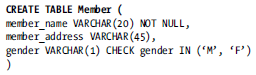 CREATE TABLE Member (
member_name VARCHAR(20) NOT NULL,
member_address VARCHAR(45),
gender VARCHAR(1) CHECK gender IN (‘M’, ‘F’)
)